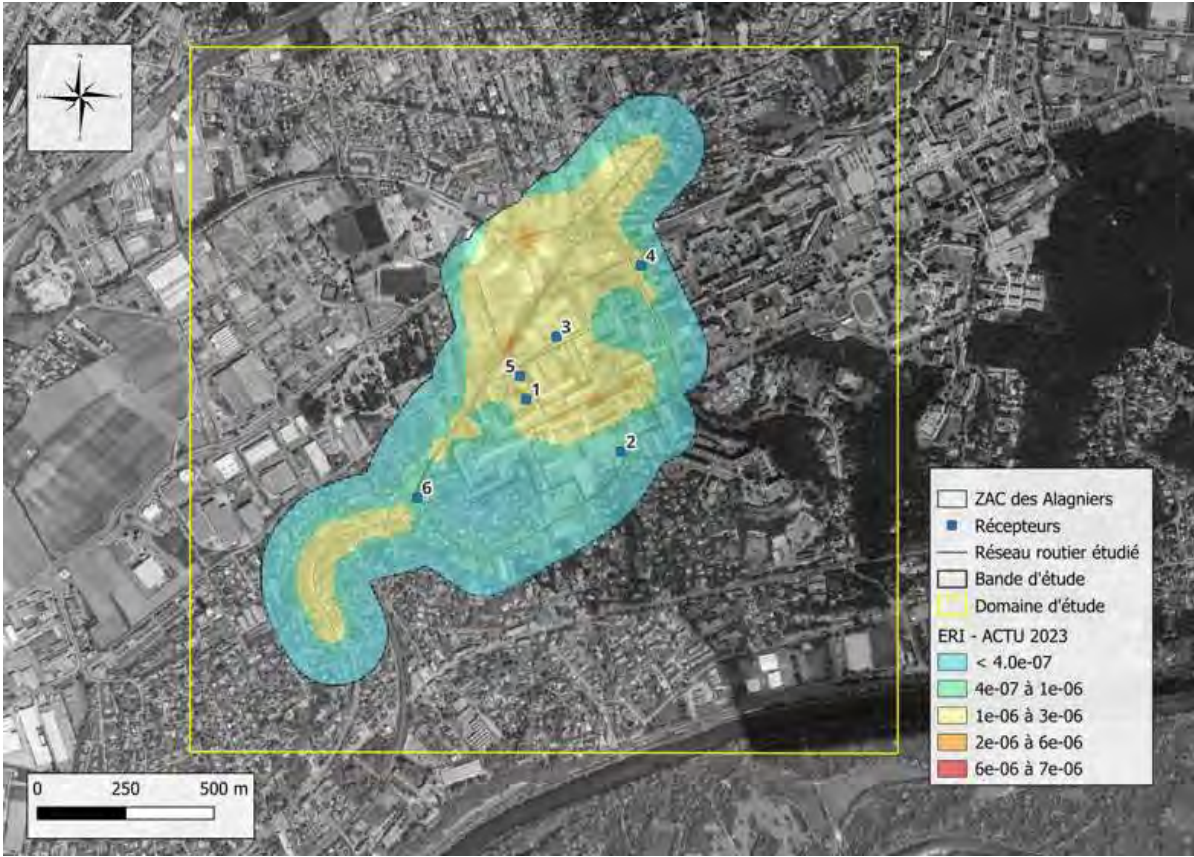 N
4
3
5
1
2
6
ZAC des Alagniers
Récepteurs
Réseau routier étudié
Bande d'étude
Domaine d'étude
ERI - ACTU 2023
< 4.0e-07
4e-07 à 1e-06
1e-06 à 3e-06
2e-06 à 6e-06
6e-06 à 7e-06
0 250 500 m